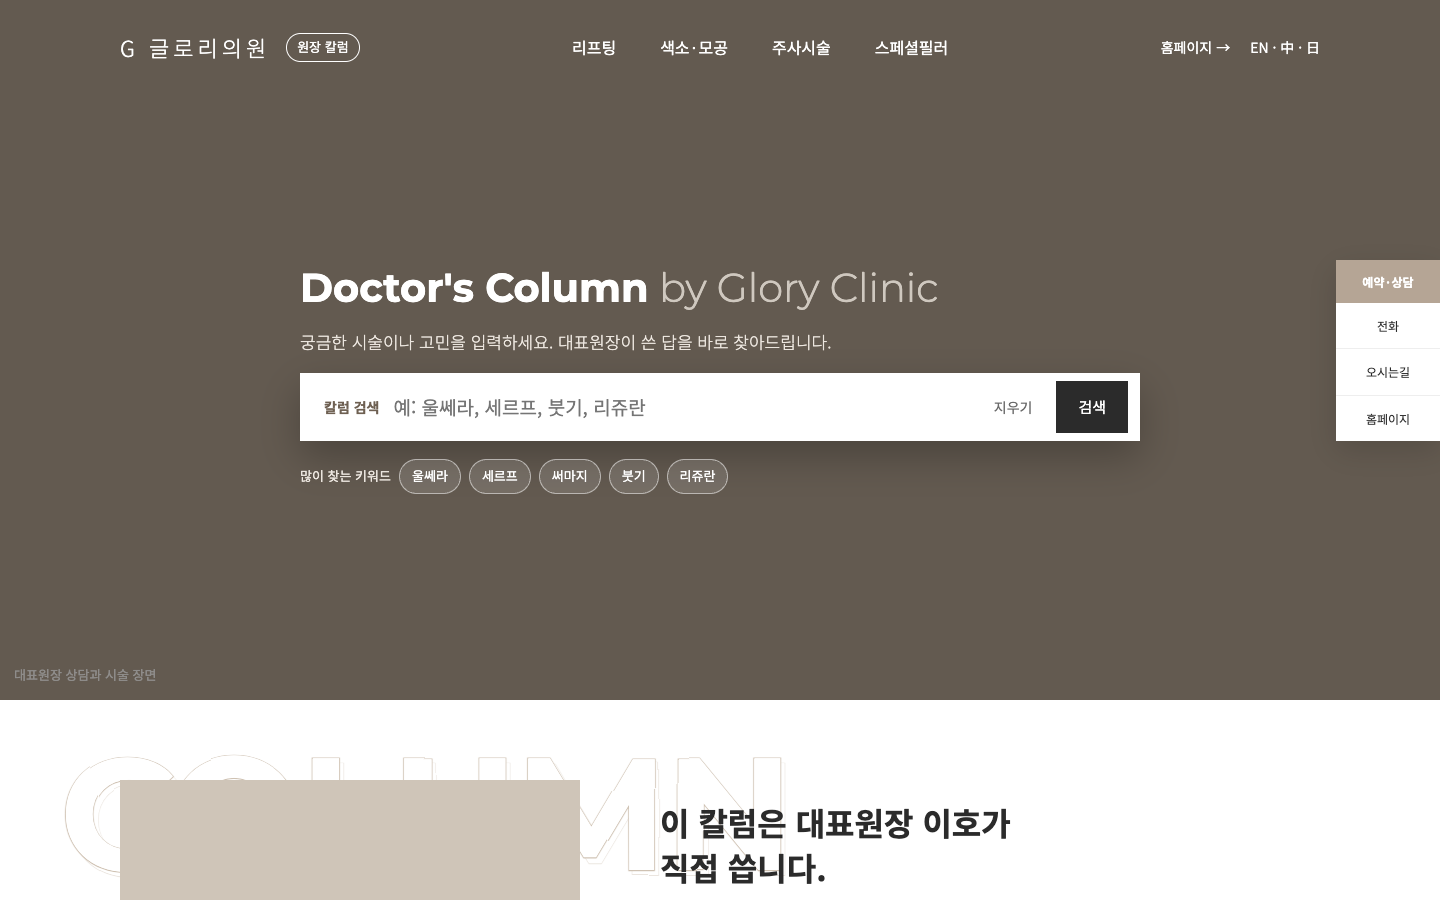 G 글로리의원
원장 칼럼
리프팅
색소·모공
주사시술
스페셜필러
홈페이지 →
EN · 中 · 日
Doctor's Column by Glory Clinic
궁금한 시술이나 고민을 입력하세요. 대표원장이 쓴 답을 바로 찾아드립니다.
칼럼 검색
예: 울쎄라, 세르프, 붓기, 리쥬란
지우기
검색
많이 찾는 키워드
울쎄라
세르프
써마지
붓기
리쥬란
예약·상담
전화
오시는길
홈페이지
대표원장 상담과 시술 장면
COLUMN
이 칼럼은 대표원장 이호가
직접 씁니다.